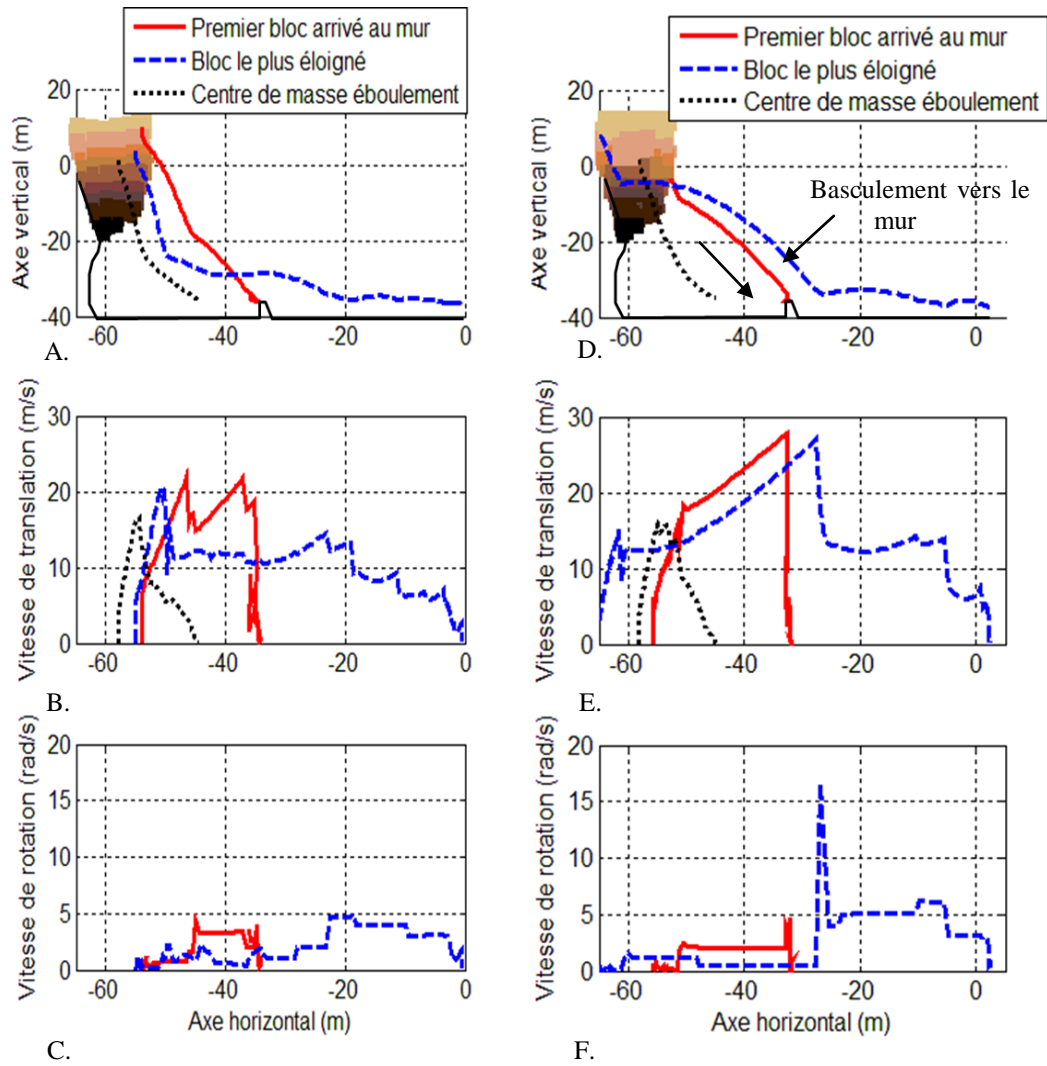 Premier bloc arrivé au mur
Bloc le plus éloigné
Centre de masse éboulement
Axe vertical (m)
20
0
-20
-40
-60
-40
-20
0
A.
Premier bloc arrivé au mur
Bloc le plus éloigné
Centre de masse éboulement
Axe vertical (m)
20
0
-20
-40
Basculement vers le
mur
-60
-40
-20
0
D.
Vitesse de translation (m/s)
30
20
10
0
-60
-40
-20
0
B.
Vitesse de translation (m/s)
30
20
10
0
-60
-40
-20
0
E.
Vitesse de rotation (rad/s)
20
15
10
5
0
-60
-40
-20
0
Axe horizontal (m)
C.
Vitesse de rotation (rad/s)
20
15
10
5
0
-60
-40
-20
0
Axe horizontal (m)
F.